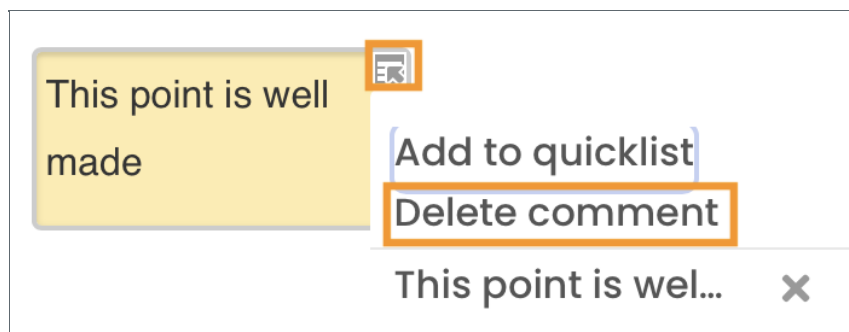 This point is well
made
Add to quicklist
Delete comment
This point is wel...